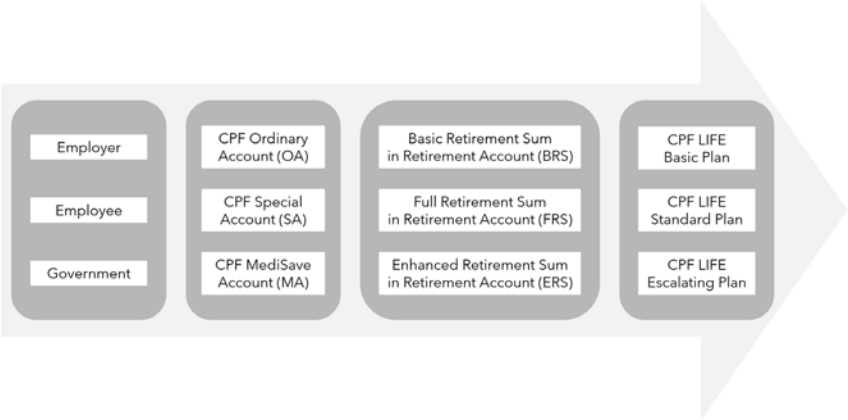 Employer
Employee
Government
CPF Ordinary
Account (OA)
CPF Special
Account (SA)
CPF MediSave
Account (MA)
Basic Retirement Sum
in Retirement Account (BRS)
Full Retirement Sum
in Retirement Account (FRS)
Enhanced Retirement Sum
in Retirement Account (ERS)
CPF LIFE
Basic Plan
CPF LIFE
Standard Plan
CPF LIFE
Escalating Plan